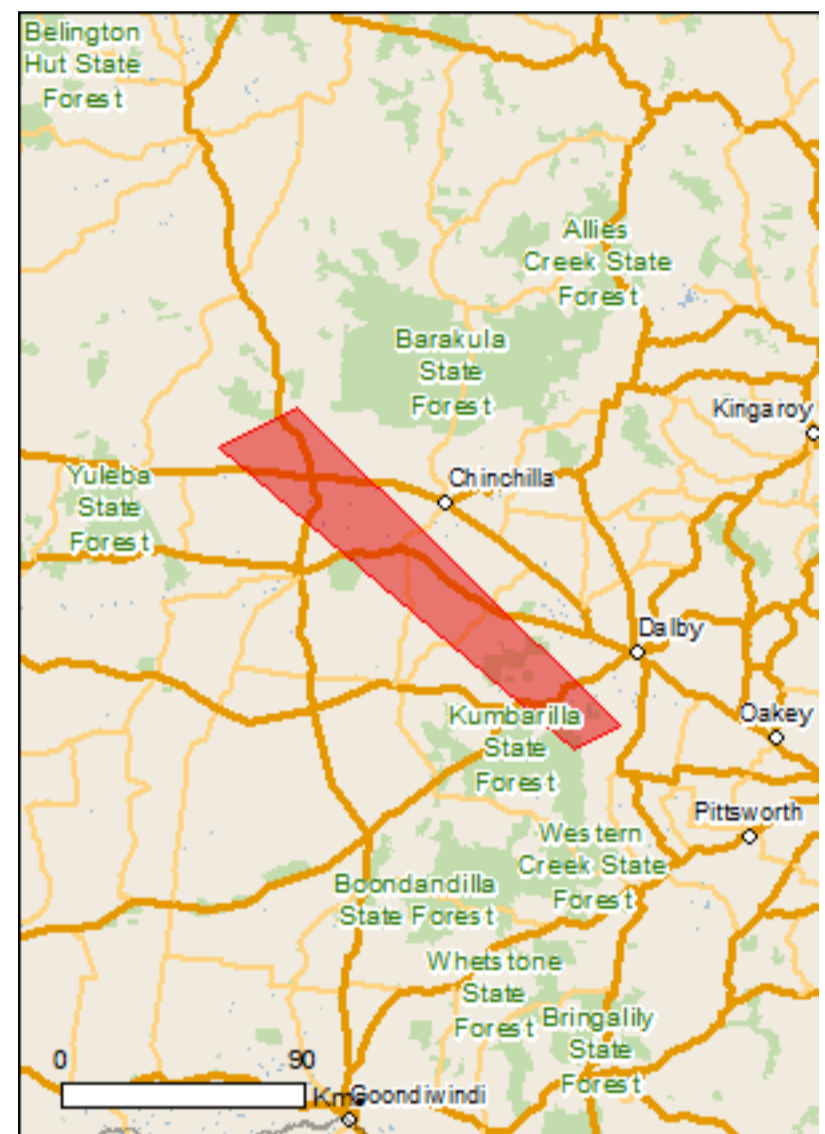 Belington
Hut State
Forest
Allies
Creek State
Forest
Barakula
State
Forest
Kingaroy
Yuleba
State
Forest
Chinchilla
Dalby
Kumbarilla
State
Forest
Oakey
Pittsworth
Western
Creek State
Forest
Boondandilla
State Forest
Whetstone
State
Forest
Bringalily
State
Forest
0 90
Kms
Goondiwindi